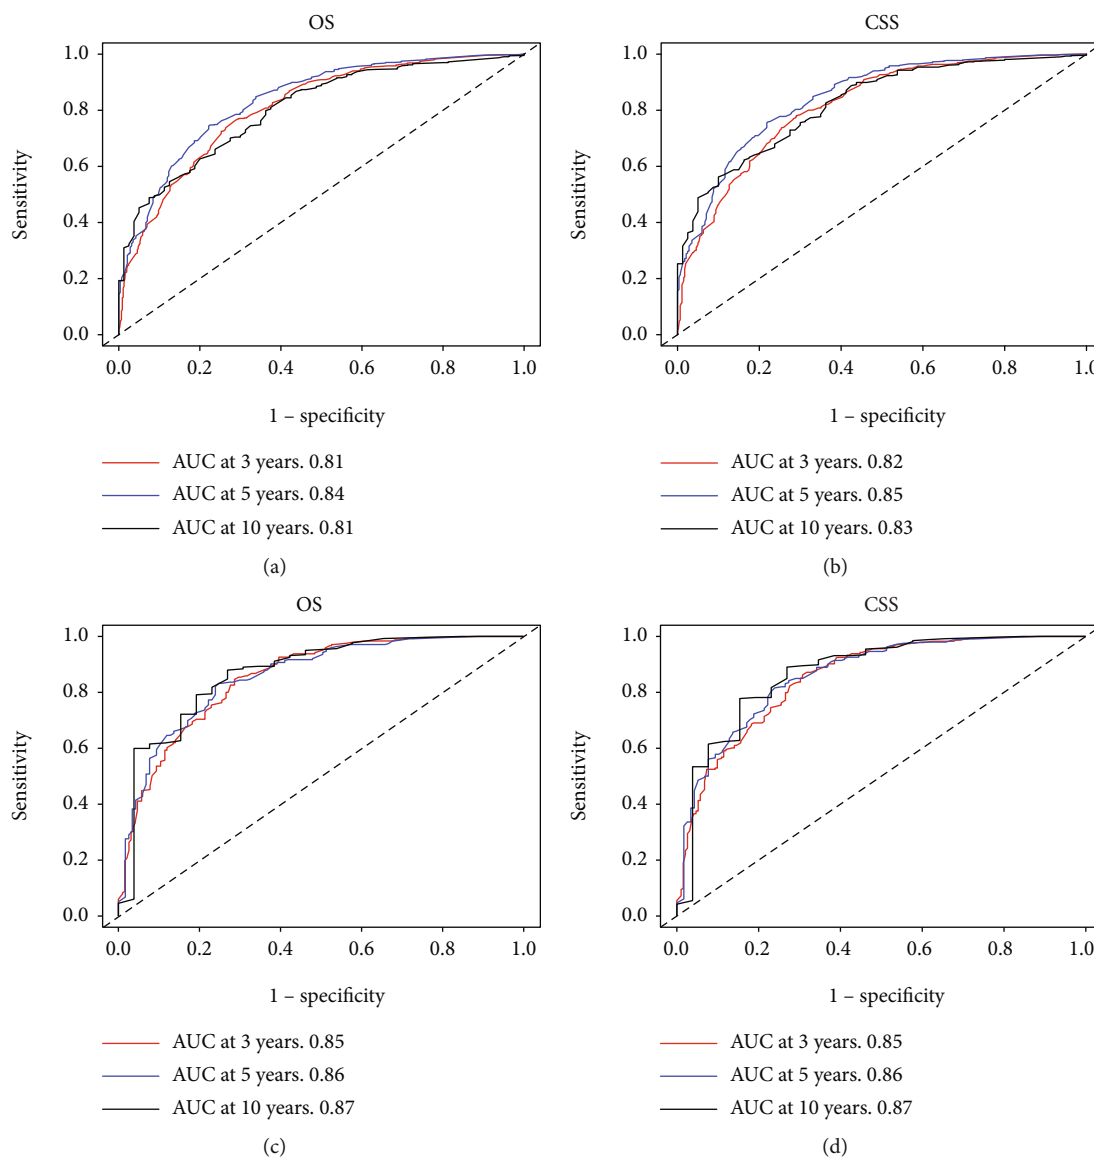 OS
1.0
0.8
0.6
0.4
0.2
0.0
Sensitivity
0.0 0.2 0.4 0.6 0.8 1.0
1 – specificity
AUC at 3 years. 0.81
AUC at 5 years. 0.84
AUC at 10 years. 0.81
(a)
CSS
1.0
0.8
0.6
0.4
0.2
0.0
Sensitivity
0.0 0.2 0.4 0.6 0.8 1.0
1 – specificity
AUC at 3 years. 0.82
AUC at 5 years. 0.85
AUC at 10 years. 0.83
(b)
OS
1.0
0.8
0.6
0.4
0.2
0.0
Sensitivity
0.0 0.2 0.4 0.6 0.8 1.0
1 – specificity
AUC at 3 years. 0.85
AUC at 5 years. 0.86
AUC at 10 years. 0.87
(c)
CSS
1.0
0.8
0.6
0.4
0.2
0.0
Sensitivity
0.0 0.2 0.4 0.6 0.8 1.0
1 – specificity
AUC at 3 years. 0.85
AUC at 5 years. 0.86
AUC at 10 years. 0.87
(d)